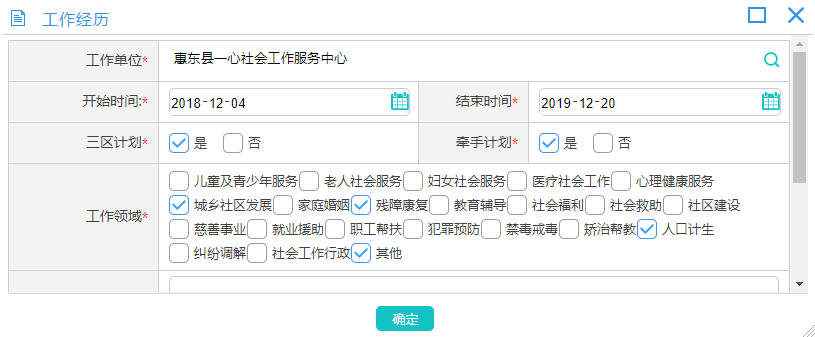 工作经历
工作单位* 惠东县一心社会工作服务中心
开始时间:* 2018-12-04 结束时间* 2019-12-20
三区计划* 是 否 牵手计划* 是 否
儿童及青少年服务 老人社会服务 妇女社会服务 医疗社会工作 心理健康服务
城乡社区发展 家庭婚姻 残障康复 教育辅导 社会福利 社会救助 社区建设
工作领域*
慈善事业 就业援助 职工帮扶 犯罪预防 禁毒戒毒 矫治帮教 人口计生
纠纷调解 社会工作行政 其他
确定